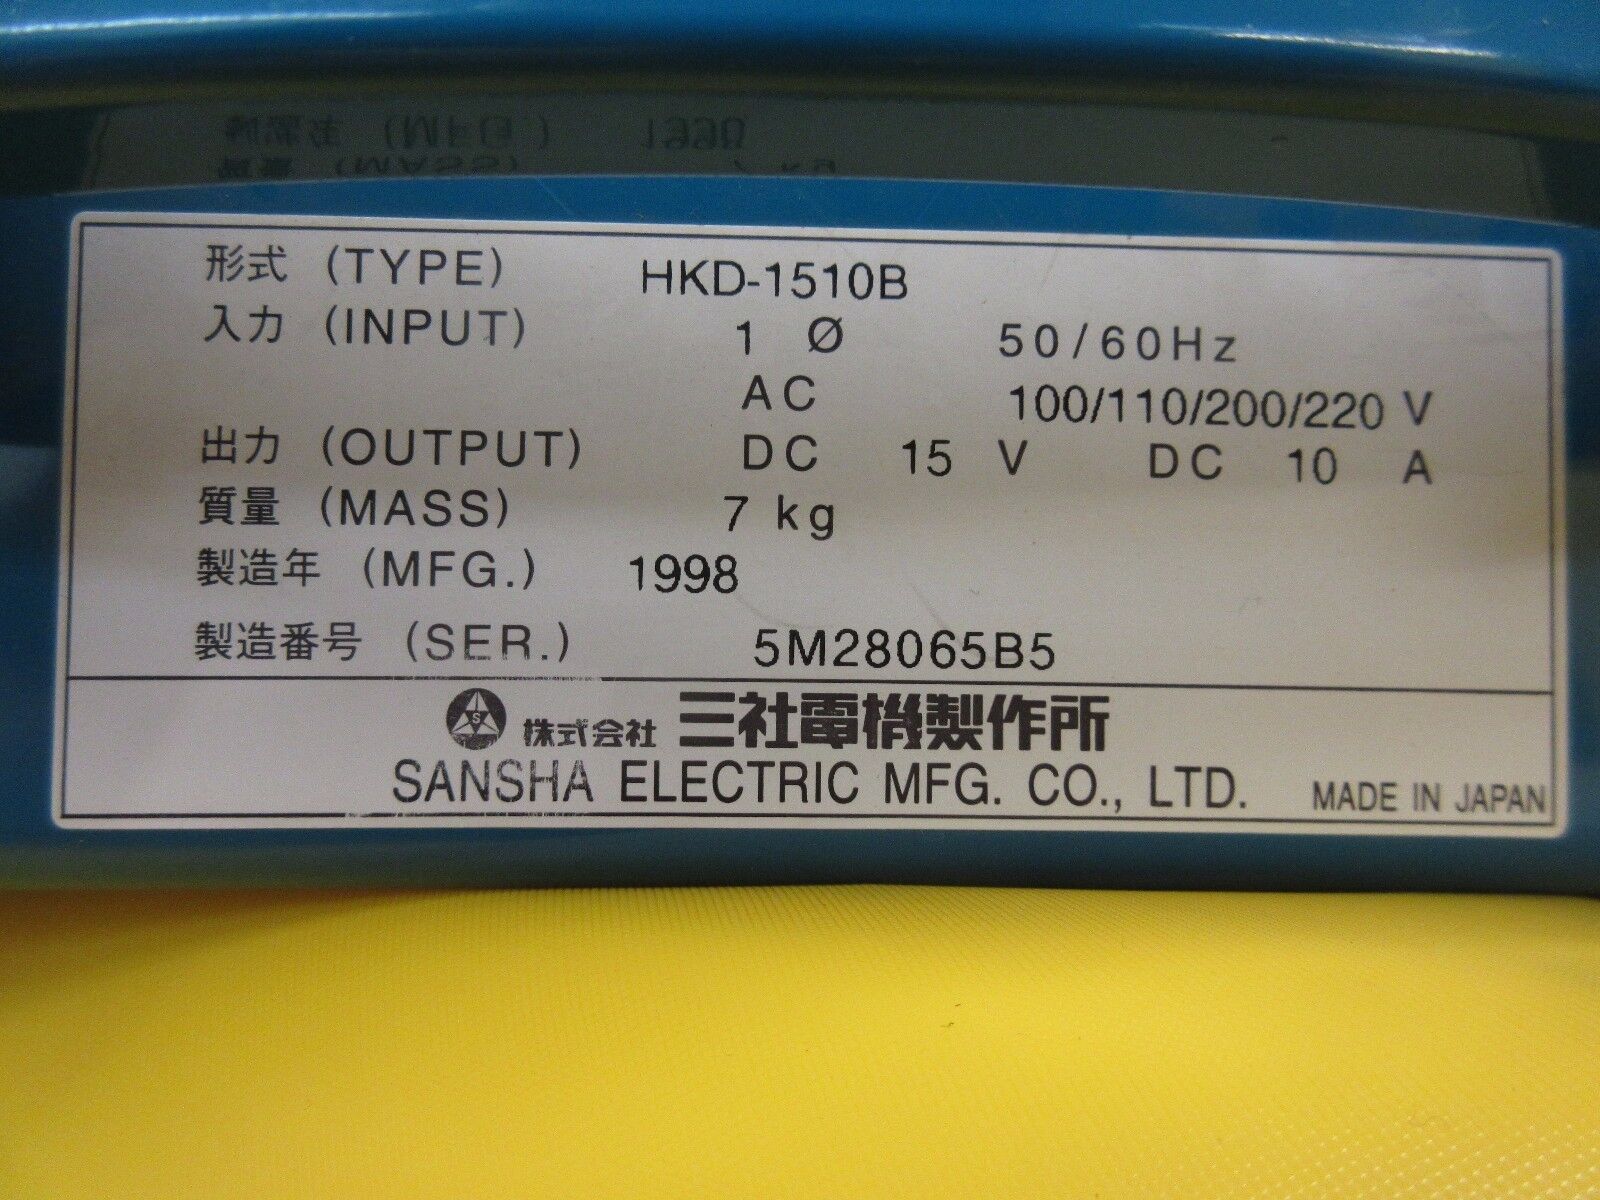 形式 (TYPE) HKD-1510B
入力 (INPUT) 1 Ø 50/60Hz
AC 100/110/200/220 V
出力 (OUTPUT) DC 15 V DC 10 A
質量 (MASS) 7 kg
製造年 (MFG.) 1998
製造番号 (SER.) 5M28065B5
S 株式会社 三社電機製作所
SANSHA ELECTRIC MFG. CO., LTD. MADE IN JAPAN